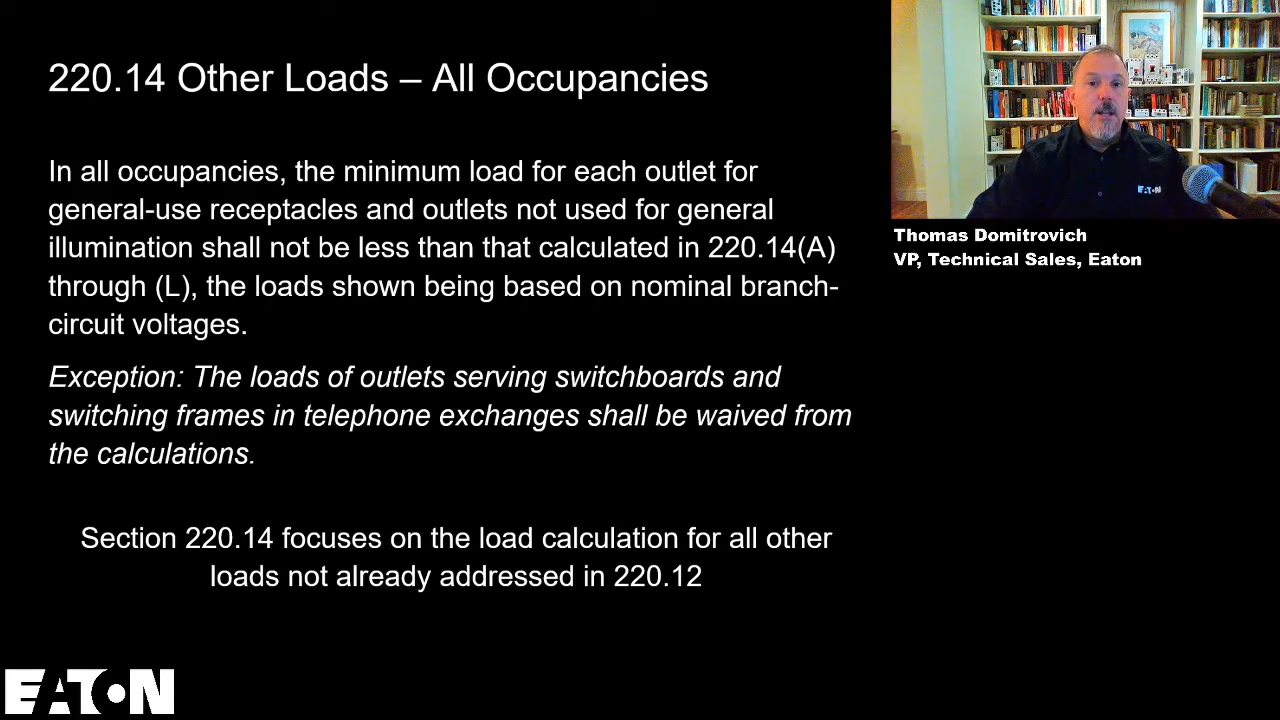 220.14 Other Loads – All Occupancies
In all occupancies, the minimum load for each outlet for
general-use receptacles and outlets not used for general
illumination shall not be less than that calculated in 220.14(A)
through (L), the loads shown being based on nominal branch-
circuit voltages.
Exception: The loads of outlets serving switchboards and
switching frames in telephone exchanges shall be waived from
the calculations.
Section 220.14 focuses on the load calculation for all other
loads not already addressed in 220.12
EATON
Thomas Domitrovich
VP, Technical Sales, Eaton
EATON